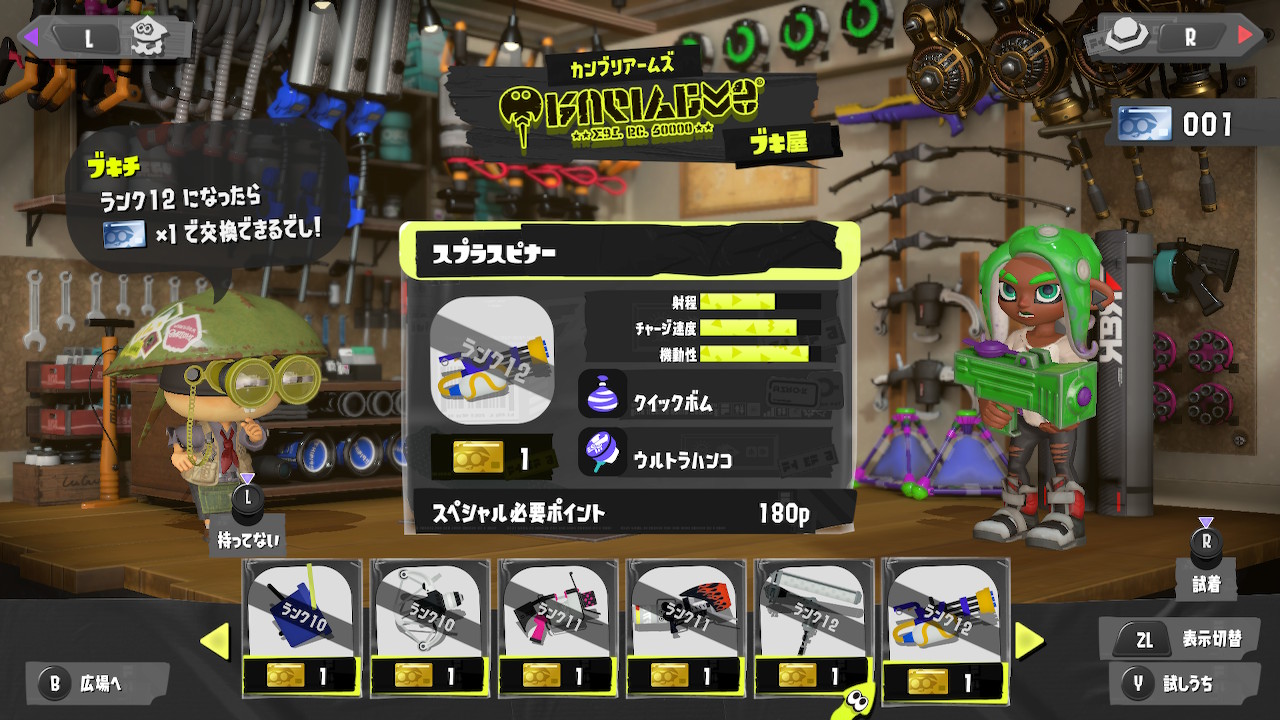 L
R
001
カンブリアームズ
ブキ屋
ブキチ
ランク12 になったら
×1 で交換できるでし!
スプラスピナー
ランク12
射程
チャージ速度
機動性
クイックボム
1
ウルトラハンコ
スペシャル必要ポイント 180p
L
持ってない
R
試着
ランク10
ランク10
ランク11
ランク11
ランク12
ランク12
1
1
1
1
1
1
B 広場へ
ZL 表示切替
Y 試しうち